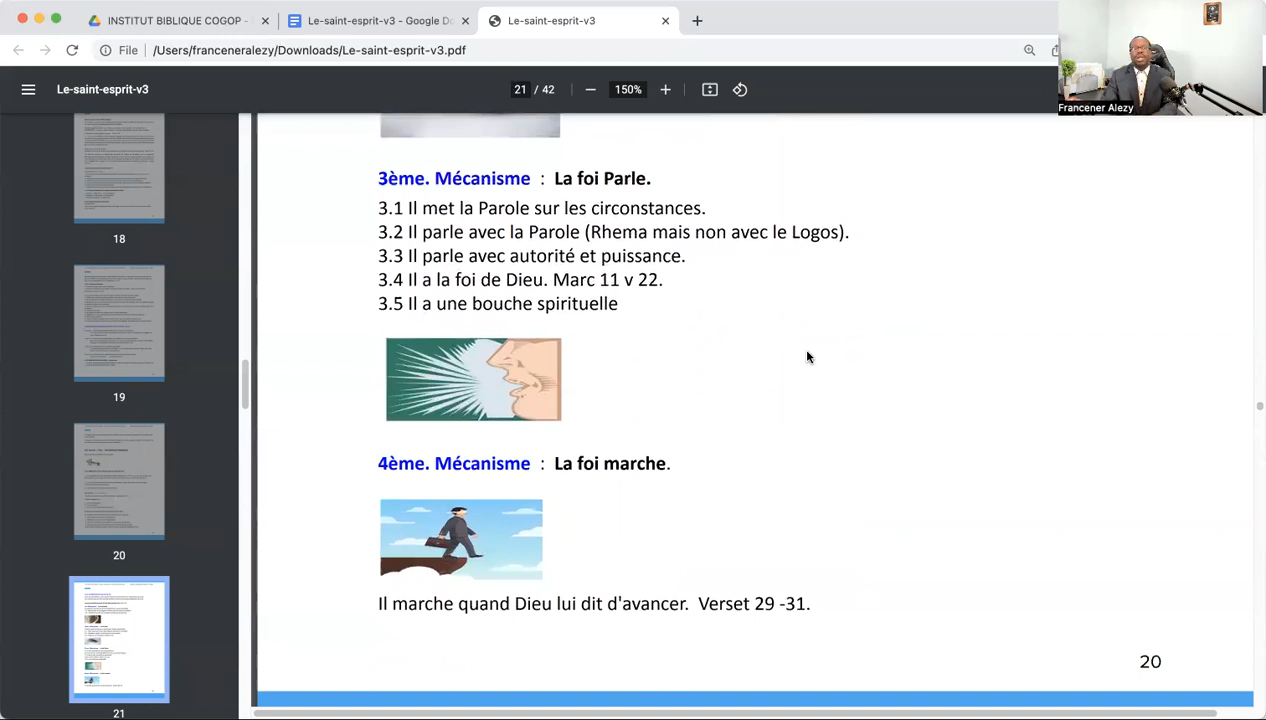 INSTITUT BIBLIQUE COGOP -
Le-saint-esprit-v3 - Google Do
Le-saint-esprit-v3
File
/Users/franceneralezy/Downloads/Le-saint-esprit-v3.pdf
Le-saint-esprit-v3
21 / 42
150%
Francener Alezy
3ème. Mécanisme : La foi Parle.
3.1 Il met la Parole sur les circonstances.
3.2 Il parle avec la Parole (Rhema mais non avec le Logos).
3.3 Il parle avec autorité et puissance.
3.4 Il a la foi de Dieu. Marc 11 v 22.
3.5 Il a une bouche spirituelle
4ème. Mécanisme : La foi marche.
Il marche quand Dieu lui dit d'avancer. Verset 29 -31.
20
18
19
20
21